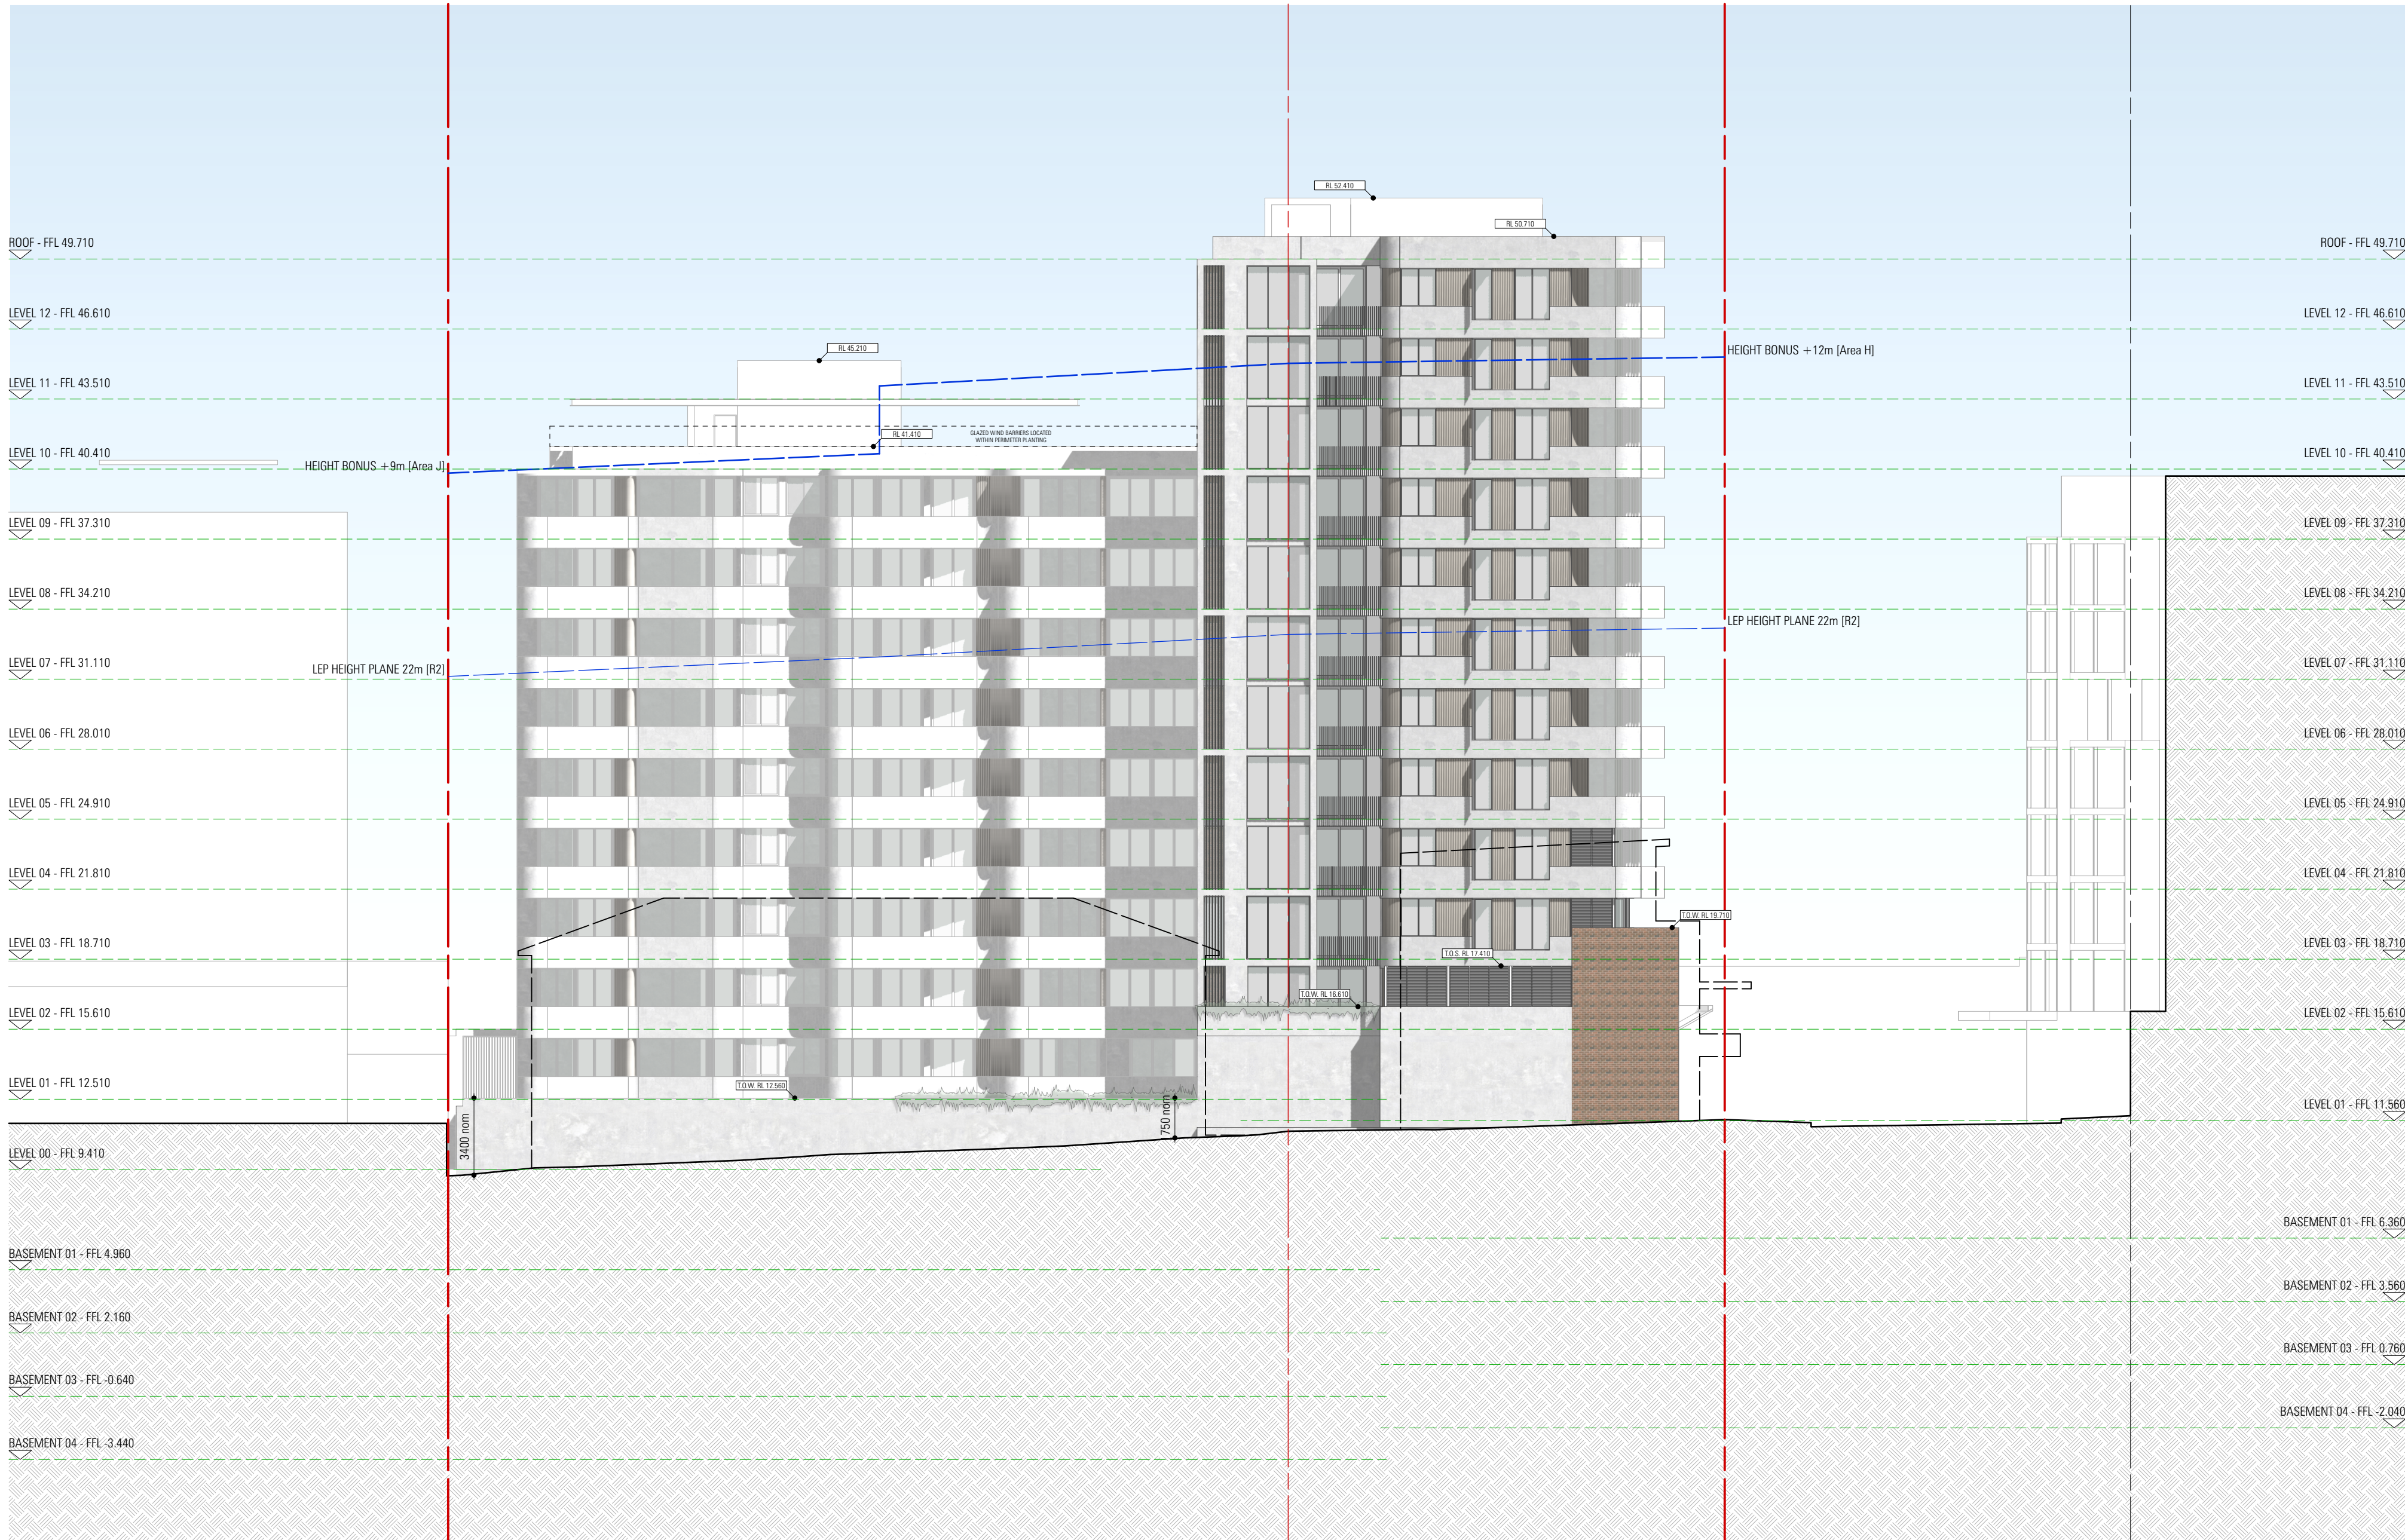 RL 52.410
RL 50.710
ROOF - FFL 49.710
ROOF - FFL 49.710
LEVEL 12 - FFL 46.610
LEVEL 12 - FFL 46.610
RL 45.210
HEIGHT BONUS +12m [Area H]
LEVEL 11 - FFL 43.510
LEVEL 11 - FFL 43.510
RL 41.410
GLAZED WIND BARRIERS LOCATED
WITHIN PERIMETER PLANTING
LEVEL 10 - FFL 40.410
LEVEL 10 - FFL 40.410
HEIGHT BONUS +9m [Area J]
LEVEL 09 - FFL 37.310
LEVEL 09 - FFL 37.310
LEVEL 08 - FFL 34.210
LEVEL 08 - FFL 34.210
LEP HEIGHT PLANE 22m [R2]
LEVEL 07 - FFL 31.110
LEVEL 07 - FFL 31.110
LEP HEIGHT PLANE 22m [R2]
LEVEL 06 - FFL 28.010
LEVEL 06 - FFL 28.010
LEVEL 05 - FFL 24.910
LEVEL 05 - FFL 24.910
LEVEL 04 - FFL 21.810
LEVEL 04 - FFL 21.810
T.O.W. RL 19.710
LEVEL 03 - FFL 18.710
LEVEL 03 - FFL 18.710
T.O.S. RL 17.410
T.O.W. RL 16.610
LEVEL 02 - FFL 15.610
LEVEL 02 - FFL 15.610
LEVEL 01 - FFL 12.510
T.O.W. RL 12.560
LEVEL 01 - FFL 11.560
3400 nom
1750 nom
LEVEL 00 - FFL 9.410
BASEMENT 01 - FFL 6.360
BASEMENT 01 - FFL 4.960
BASEMENT 02 - FFL 3.560
BASEMENT 02 - FFL 2.160
BASEMENT 03 - FFL 0.760
BASEMENT 03 - FFL -0.640
BASEMENT 04 - FFL -2.040
BASEMENT 04 - FFL -3.440